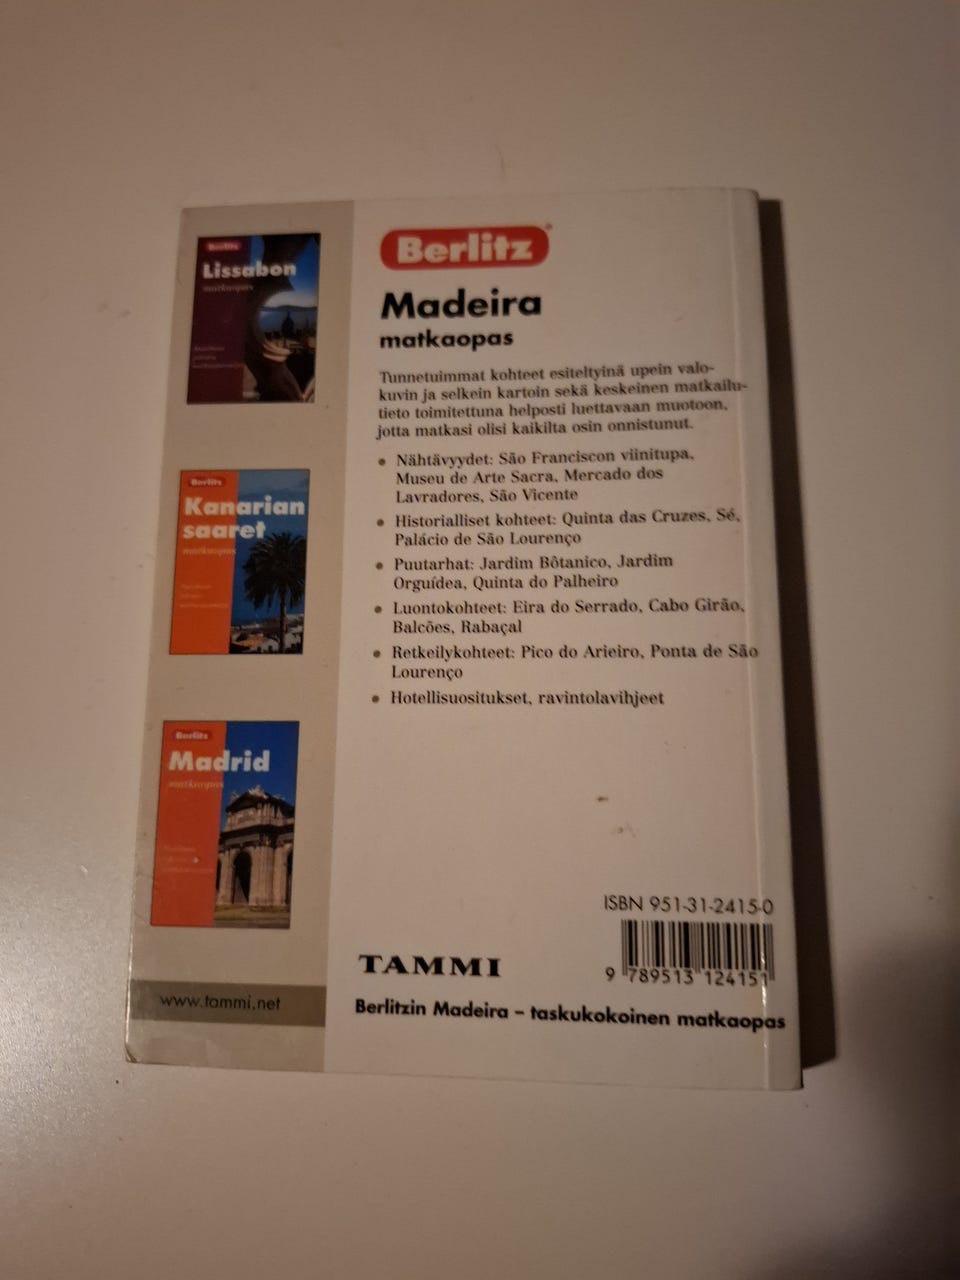 Berlitz
Lissabon
matkaopas
Berlitz
Kanarian
saaret
matkaopas
Berlitz
Madrid
matkaopas
www.tammi.net
Berlitz
Madeira
matkaopas
Tunnetuimmat kohteet esiteltyinä upein valo-
kuvin ja selkein kartoin sekä keskeinen matkailu-
tieto toimitettuna helposti luettavaan muotoon,
jotta matkasi olisi kaikilta osin onnistunut.
• Nähtävyydet: São Franciscon viinitupa,
Museu de Arte Sacra, Mercado dos
Lavradores, São Vicente
• Historialliset kohteet: Quinta das Cruzes, Sé,
Palácio de São Lourenço
• Puutarhat: Jardim Bôtanico, Jardim
Orguídea, Quinta do Palheiro
• Luontokohteet: Eira do Serrado, Cabo Girão,
Balcões, Rabaçal
• Retkeilykohteet: Pico do Arieiro, Ponta de São
Lourenço
• Hotellisuositukset, ravintolavihjeet
ISBN 951-31-2415-0
9 789513 124151
TAMMI
Berlitzin Madeira – taskukokoinen matkaopas